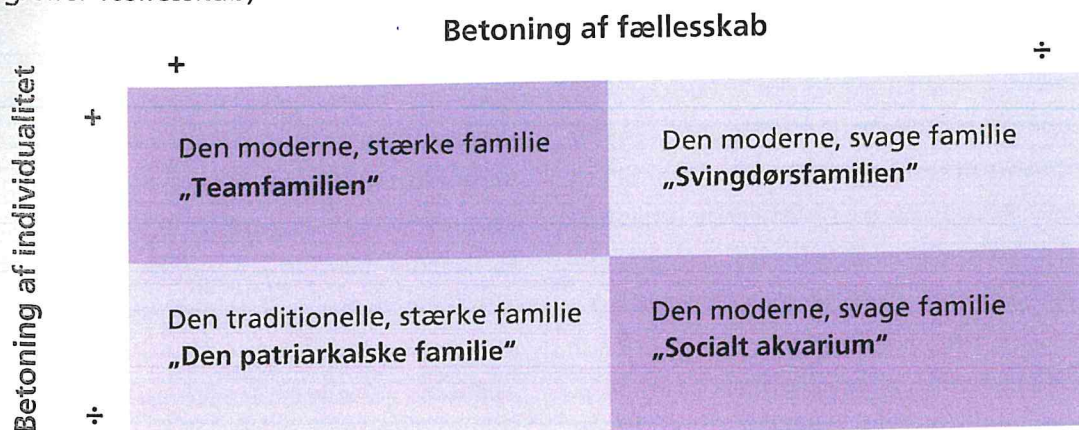 Betoning af fællesskab
+ ÷
Betoning af individualitet
+
Den moderne, stærke familie
„Teamfamilien”
Den moderne, svage familie
„Svingdørsfamilien”
Den traditionelle, stærke familie
„Den patriarkalske familie”
Den moderne, svage familie
„Socialt akvarium”
÷